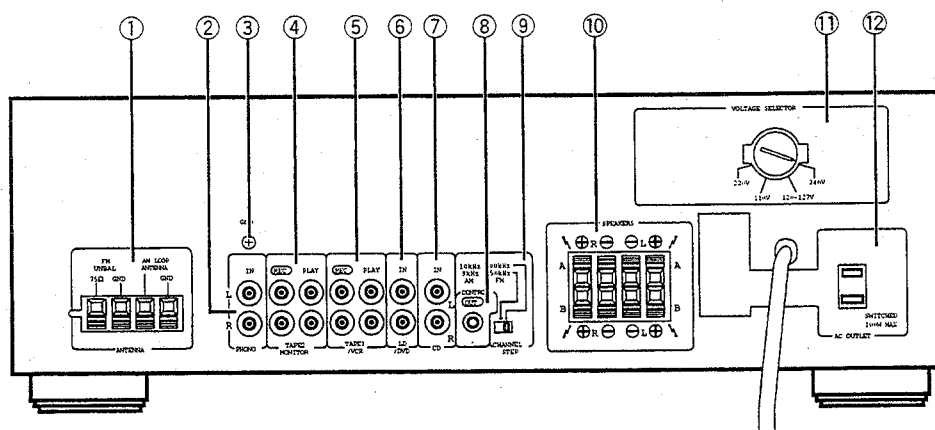 ① ② ③ ④ ⑤ ⑥ ⑦ ⑧ ⑨ ⑩ ⑪ ⑫
VOLTAGE SELECTOR
220V 240V
110V 120-127V
GND
SPEAKERS
R L
A A
B B
R L
FM UNBAL
75Ω GND
AM LOOP ANTENNA
GND
ANTENNA
IN REC PLAY REC PLAY IN IN
L
R
PHONO
TAPE2 MONITOR
TAPE1 /VCR
LD /DVD
CD
L
R
10kHz
9kHz
AM
50kHz
FM
OUT
CHANNEL STEP
SWITCHED
100W MAX
AC OUTLET